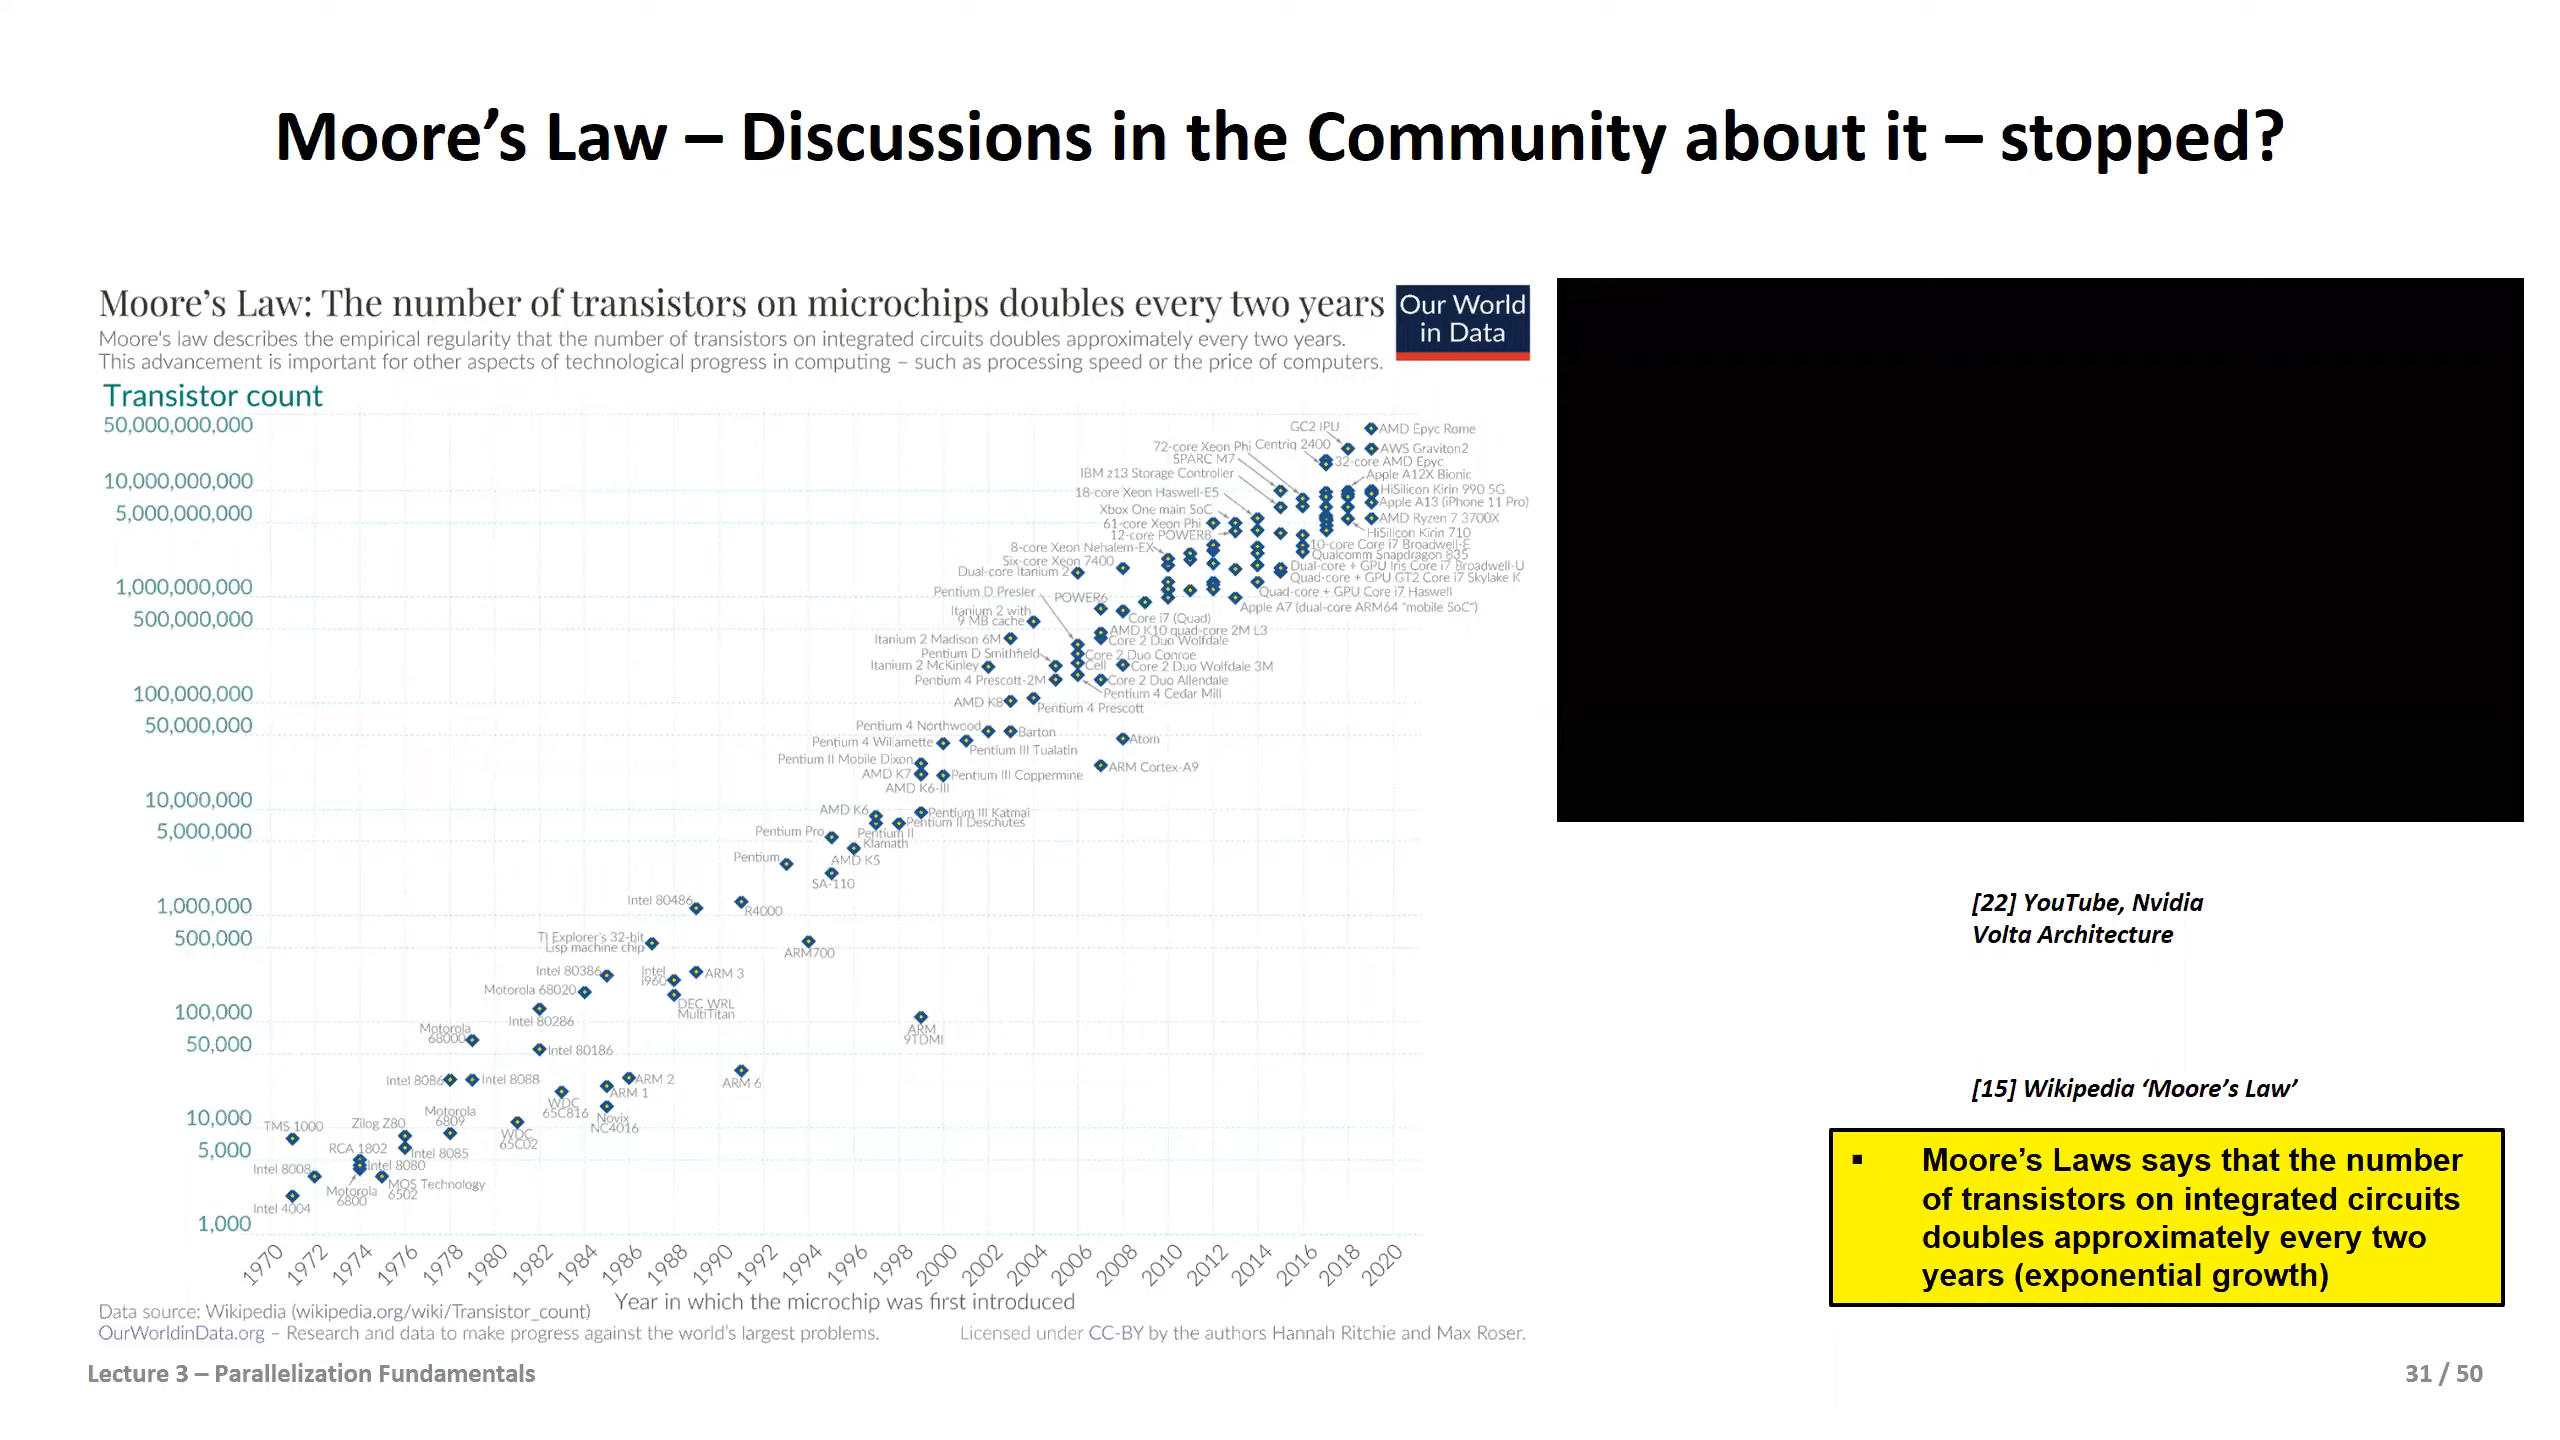 Moore’s Law – Discussions in the Community about it – stopped?
Moore’s Law: The number of transistors on microchips doubles every two years
Our World
in Data
Moore's law describes the empirical regularity that the number of transistors on integrated circuits doubles approximately every two years.
This advancement is important for other aspects of technological progress in computing – such as processing speed or the price of computers.
Transistor count
50,000,000,000
10,000,000,000
5,000,000,000
1,000,000,000
500,000,000
100,000,000
50,000,000
10,000,000
5,000,000
1,000,000
500,000
100,000
50,000
10,000
5,000
1,000
GC2 IPU
AMD Epyc Rome
72-core Xeon Phi
Centriq 2400
AWS Graviton2
SPARC M7
32-core AMD Epyc
IBM z13 Storage Controller
Apple A12X Bionic
18-core Xeon Haswell-E5
HiSilicon Kirin 990 5G
Xbox One main SoC
Apple A13 (iPhone 11 Pro)
61-core Xeon Phi
AMD Ryzen 7 3700X
12-core POWER8
HiSilicon Kirin 710
8-core Xeon Nehalem-EX
10-core Core i7 Broadwell-E
Six-core Xeon 7400
Qualcomm Snapdragon 835
Dual-core Itanium 2
Dual-core + GPU Iris Core i7 Broadwell-U
Quad-core + GPU GT2 Core i7 Skylake K
Pentium D Presler
POWER6
Quad-core + GPU Core i7 Haswell
Apple A7 (dual-core ARM64 "mobile SoC")
Itanium 2 with
9 MB cache
Core i7 (Quad)
AMD K10 quad-core 2M L3
Itanium 2 Madison 6M
Core 2 Duo Wolfdale
Pentium D Smithfield
Core 2 Duo Conroe
Itanium 2 McKinley
Cell
Core 2 Duo Wolfdale 3M
Pentium 4 Prescott-2M
Core 2 Duo Allendale
Pentium 4 Cedar Mill
AMD K8
Pentium 4 Prescott
Pentium 4 Northwood
Barton
Pentium 4 Willamette
Pentium III Tualatin
Atom
Pentium II Mobile Dixon
ARM Cortex-A9
AMD K7
Pentium III Coppermine
AMD K6-III
AMD K6
Pentium III Katmai
Pentium II Deschutes
Pentium Pro
Pentium II
Klamath
Pentium
AMD K5
SA-110
Intel 80486
R4000
TI Explorer's 32-bit
Lisp machine chip
ARM700
Intel 80386
Intel
i960
ARM 3
Motorola 68020
DEC WRL
MultiTitan
Intel 80286
ARM
9TDMI
Motorola
68000
Intel 80186
Intel 8086
Intel 8088
ARM 2
ARM 6
ARM 1
WDC
65C816
Novix
NC4016
Motorola
6809
TMS 1000
Zilog Z80
WDC
65C02
RCA 1802
Intel 8085
Intel 8008
Intel 8080
Motorola
6800
MOS Technology
6502
Intel 4004
1970 1972 1974 1976 1978 1980 1982 1984 1986 1988 1990 1992 1994 1996 1998 2000 2002 2004 2006 2008 2010 2012 2014 2016 2018 2020
Year in which the microchip was first introduced
Data source: Wikipedia (wikipedia.org/wiki/Transistor_count)
OurWorldinData.org – Research and data to make progress against the world’s largest problems.
Licensed under CC-BY by the authors Hannah Ritchie and Max Roser.
[22] YouTube, Nvidia
Volta Architecture
[15] Wikipedia ‘Moore’s Law’
▪ Moore’s Laws says that the number
of transistors on integrated circuits
doubles approximately every two
years (exponential growth)
Lecture 3 – Parallelization Fundamentals
31 / 50